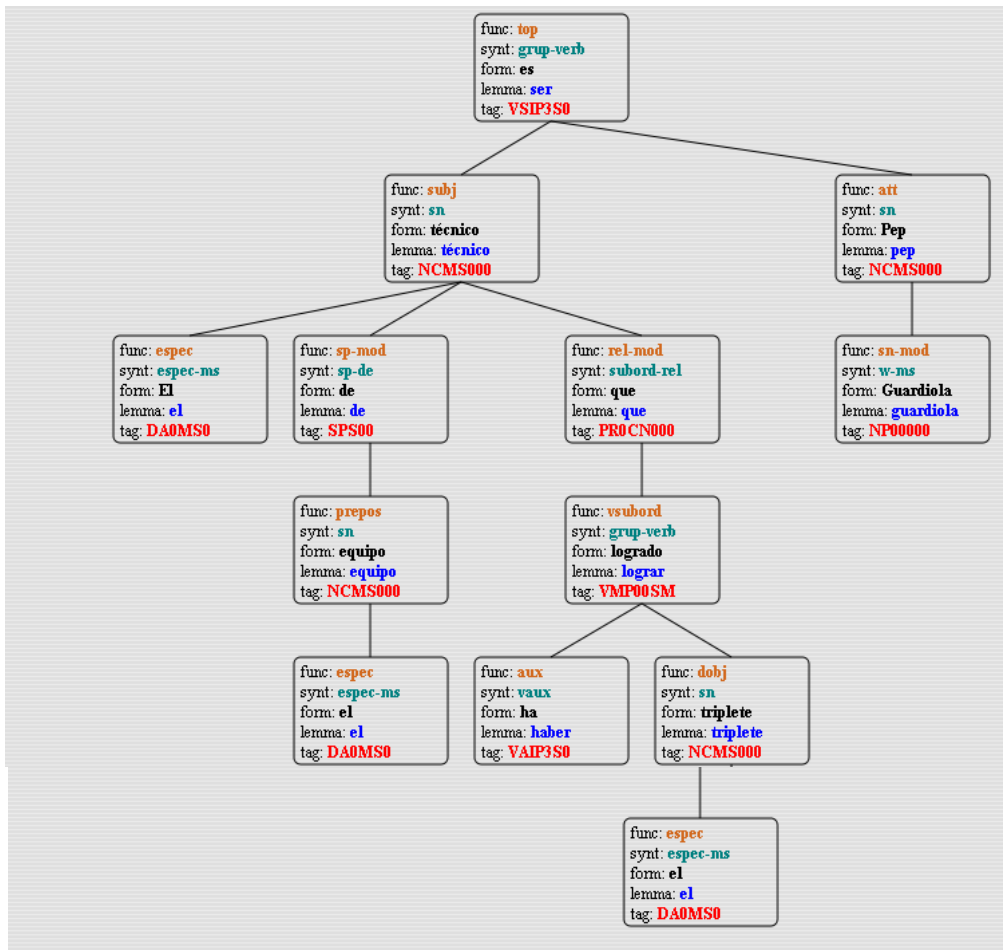 func: top
synt: grup-verb
form: es
lemma: ser
tag: VSIP3S0
func: subj
synt: sn
form: técnico
lemma: técnico
tag: NCMS000
func: att
synt: sn
form: Pep
lemma: pep
tag: NCMS000
func: espec
synt: espec-ms
form: El
lemma: el
tag: DA0MS0
func: sp-mod
synt: sp-de
form: de
lemma: de
tag: SPS00
func: rel-mod
synt: subord-rel
form: que
lemma: que
tag: PR0CN000
func: sn-mod
synt: w-ms
form: Guardiola
lemma: guardiola
tag: NP00000
func: prepos
synt: sn
form: equipo
lemma: equipo
tag: NCMS000
func: vsubord
synt: grup-verb
form: logrado
lemma: lograr
tag: VMP00SM
func: espec
synt: espec-ms
form: el
lemma: el
tag: DA0MS0
func: aux
synt: vaux
form: ha
lemma: haber
tag: VAIP3S0
func: dobj
synt: sn
form: triplete
lemma: triplete
tag: NCMS000
func: espec
synt: espec-ms
form: el
lemma: el
tag: DA0MS0